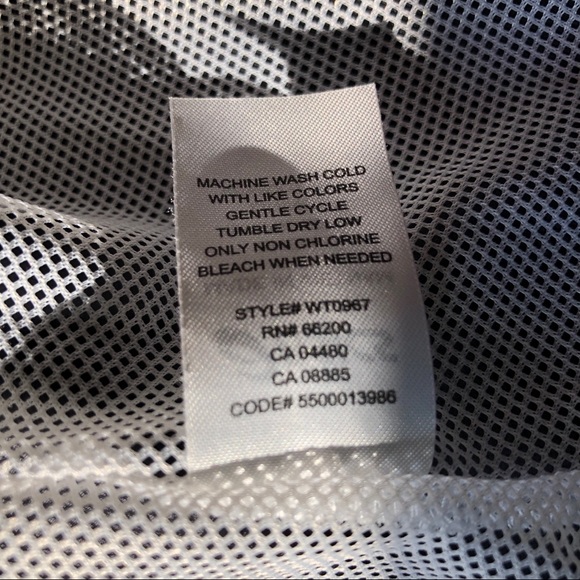 MACHINE WASH COLD
WITH LIKE COLORS
GENTLE CYCLE
TUMBLE DRY LOW
ONLY NON CHLORINE
BLEACH WHEN NEEDED
STYLE# WT0967
RN# 66200
CA 04460
CA 08885
CODE# 5500013986